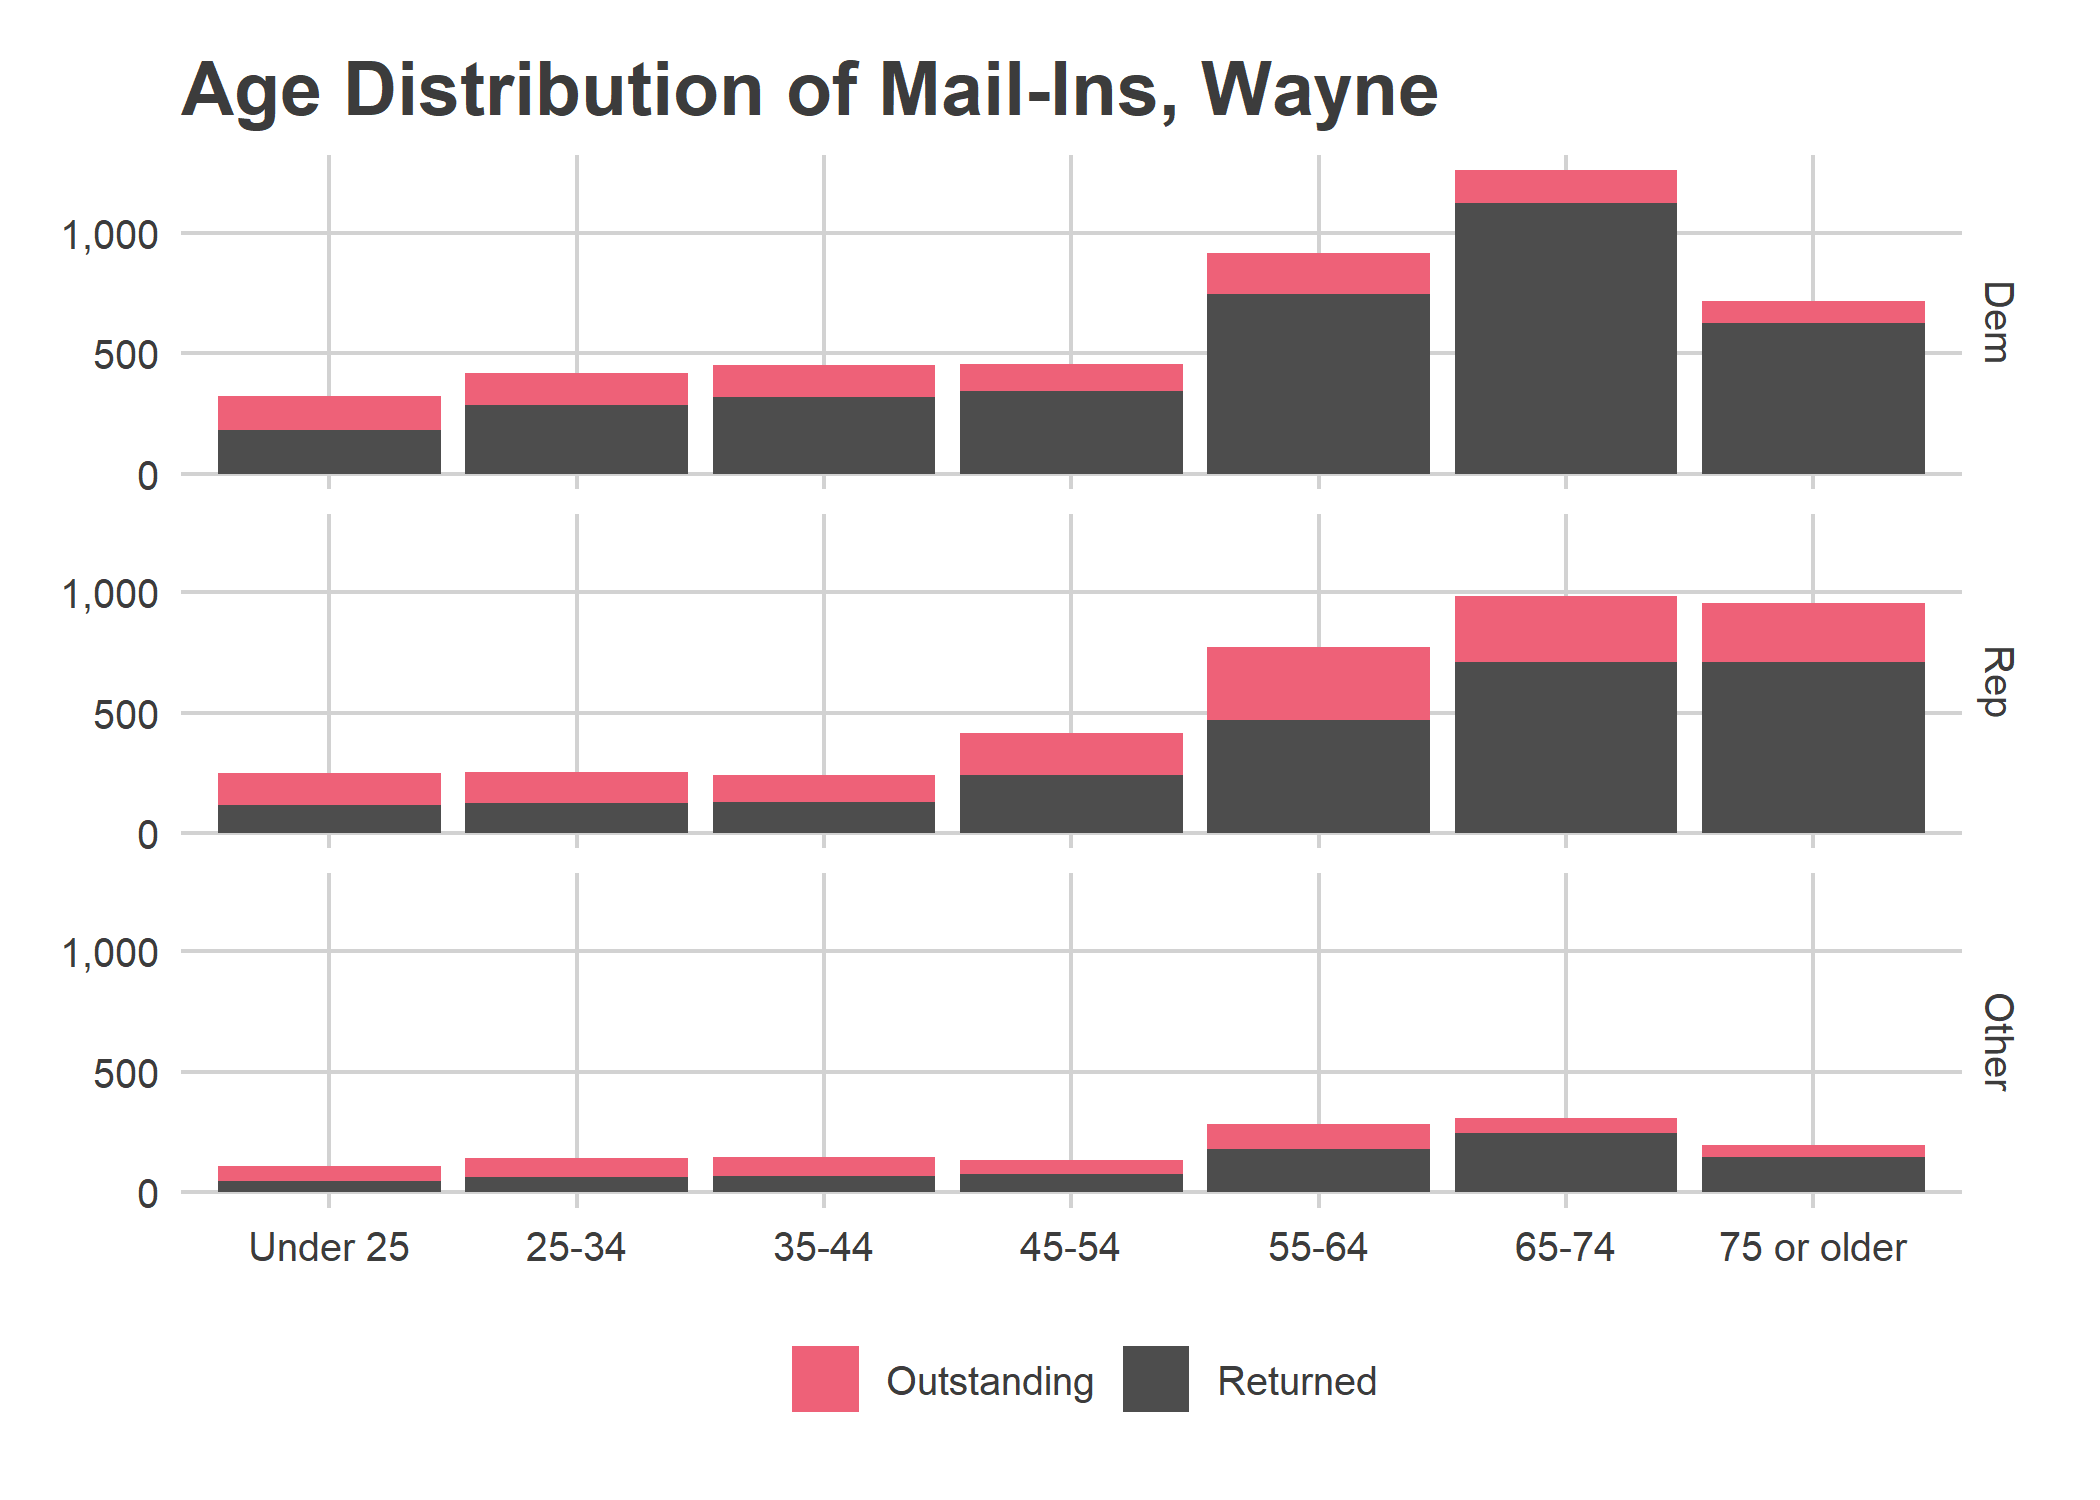 Age Distribution of Mail-Ins, Wayne
1,000
500
0
Dem
1,000
500
0
Rep
1,000
500
0
Other
Under 25 25-34 35-44 45-54 55-64 65-74 75 or older
Outstanding Returned